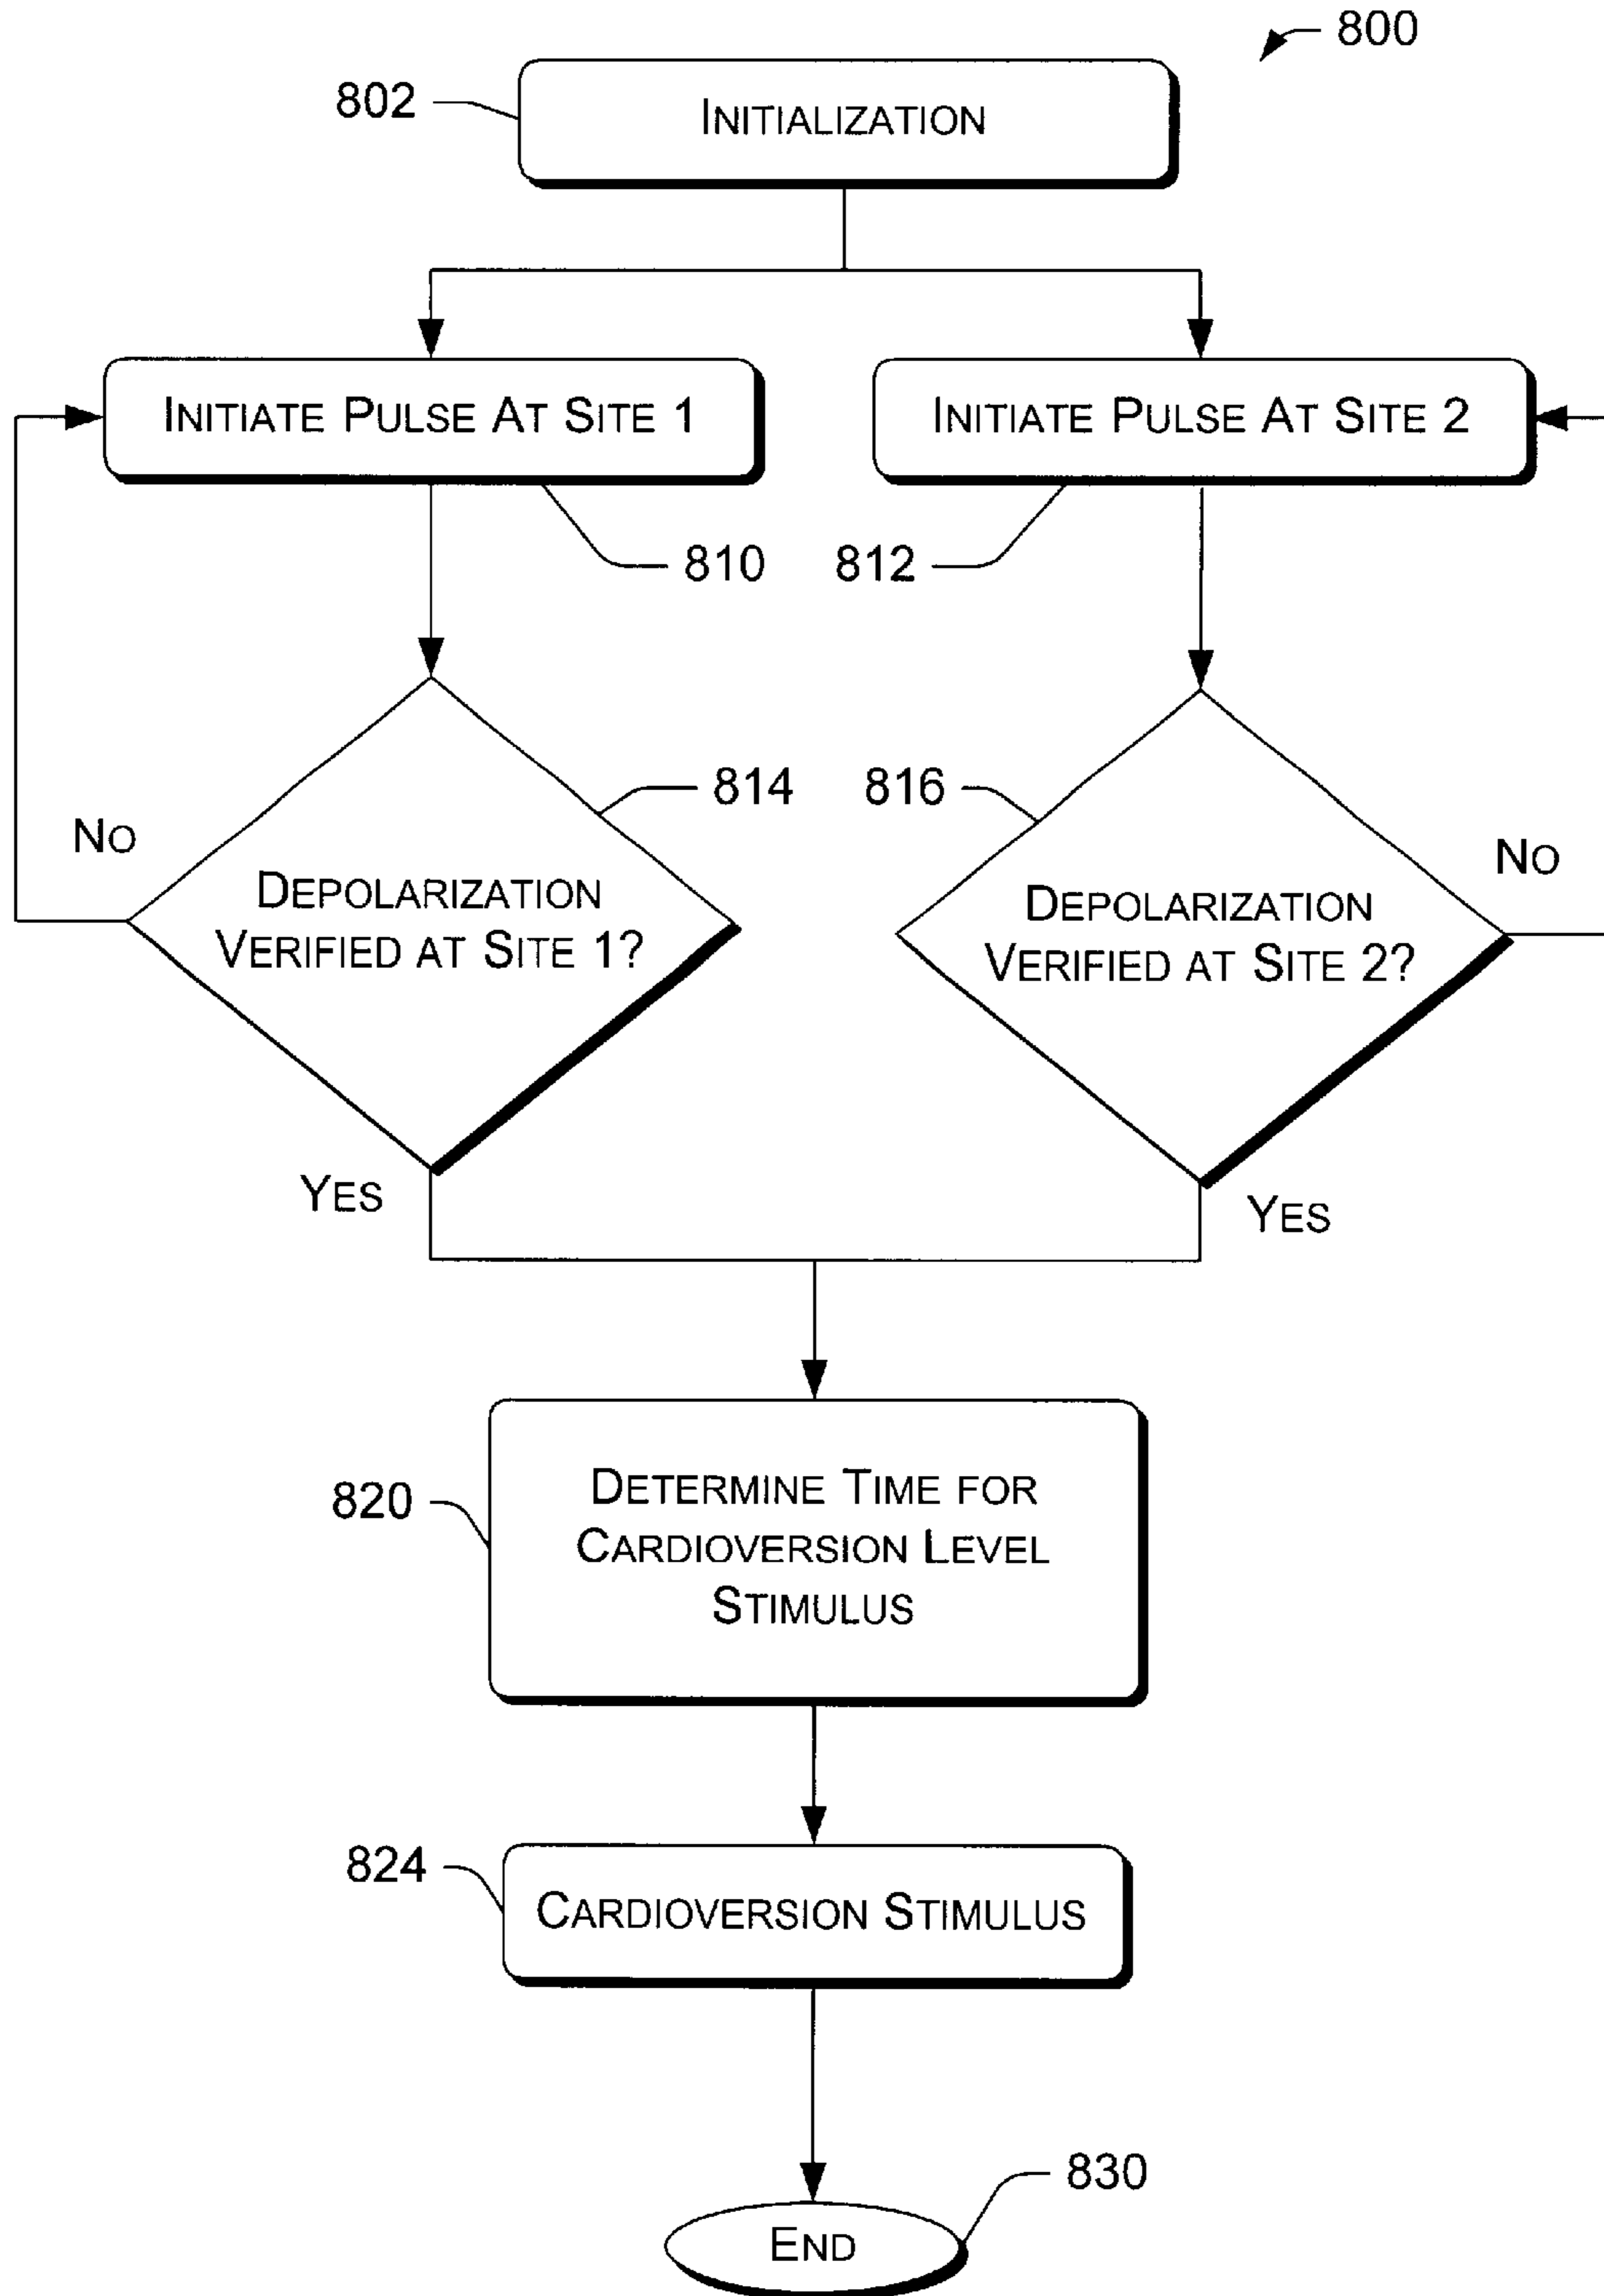 800
802
INITIALIZATION
INITIATE PULSE AT SITE 1
INITIATE PULSE AT SITE 2
810
812
814
816
NO
NO
DEPOLARIZATION
VERIFIED AT SITE 1?
DEPOLARIZATION
VERIFIED AT SITE 2?
YES
YES
820
DETERMINE TIME FOR
CARDIOVERSION LEVEL
STIMULUS
824
CARDIOVERSION STIMULUS
830
END